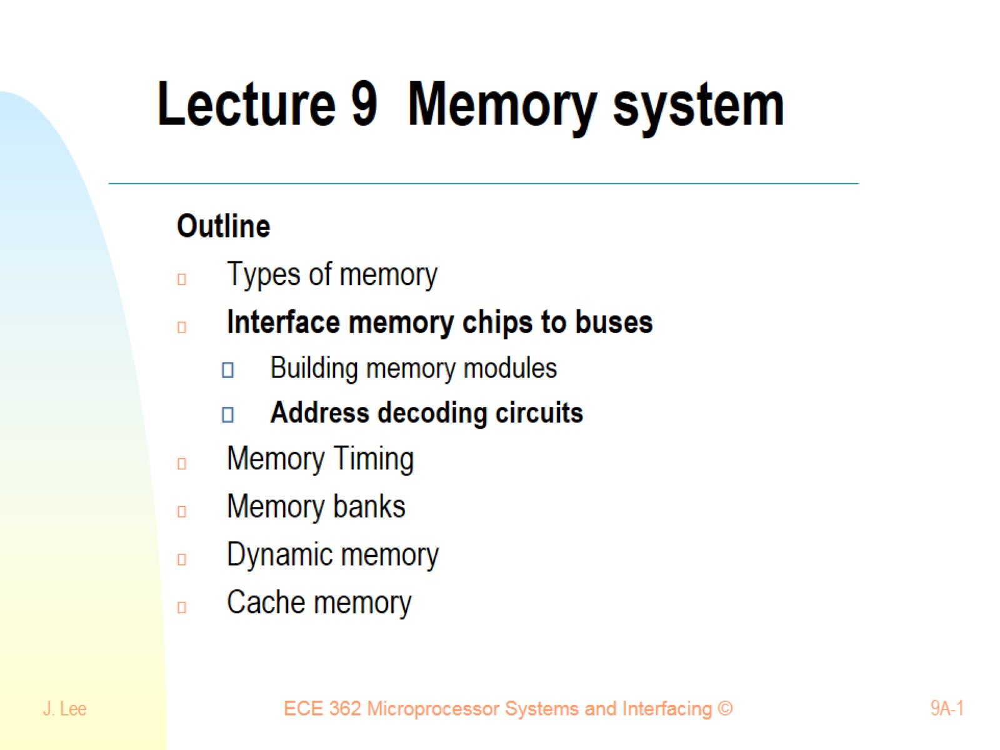 Lecture 9  Memory system
Outline
Types of memory
Interface memory chips to buses
Building memory modules
Address decoding circuits
Memory Timing
Memory banks
Dynamic memory
Cache memory
J. Lee
ECE 362 Microprocessor Systems and Interfacing ©
9A-1